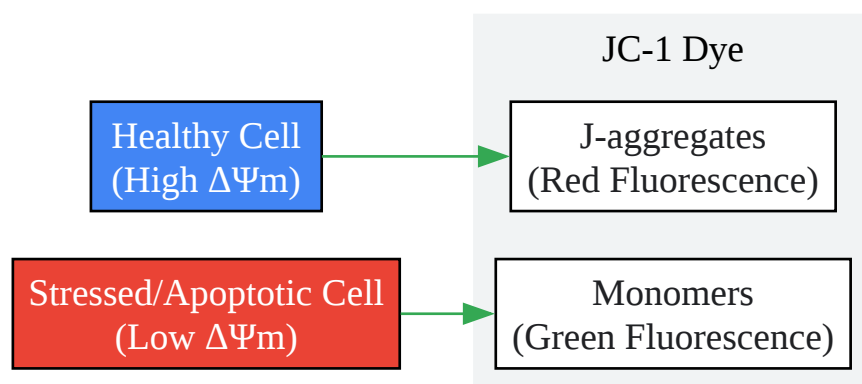 JC-1 Dye
Healthy Cell
(High ΔΨm)
J-aggregates
(Red Fluorescence)
Stressed/Apoptotic Cell
(Low ΔΨm)
Monomers
(Green Fluorescence)